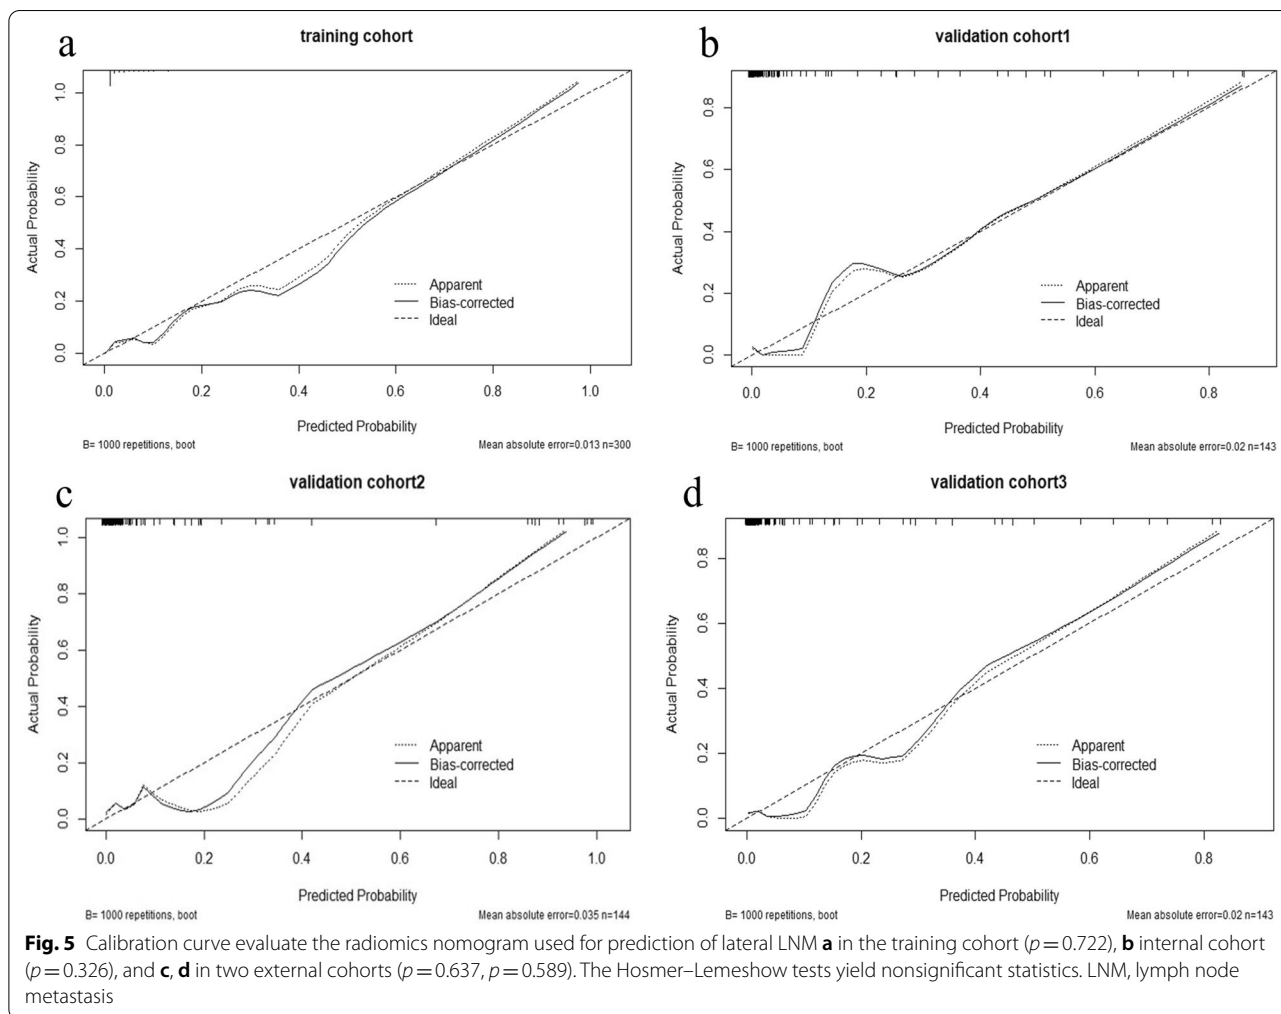 a
training cohort
1.0
0.8
0.6
0.4
0.2
0.0
Actual Probability
Apparent
Bias-corrected
Ideal
0.0 0.2 0.4 0.6 0.8 1.0
Predicted Probability
B= 1000 repetitions, boot Mean absolute error=0.013 n=300
b
validation cohort1
0.8
0.6
0.4
0.2
0.0
Actual Probability
Apparent
Bias-corrected
Ideal
0.0 0.2 0.4 0.6 0.8
Predicted Probability
B= 1000 repetitions, boot Mean absolute error=0.02 n=143
c
validation cohort2
1.0
0.8
0.6
0.4
0.2
0.0
Actual Probability
Apparent
Bias-corrected
Ideal
0.0 0.2 0.4 0.6 0.8 1.0
Predicted Probability
B= 1000 repetitions, boot Mean absolute error=0.035 n=144
d
validation cohort3
0.8
0.6
0.4
0.2
0.0
Actual Probability
Apparent
Bias-corrected
Ideal
0.0 0.2 0.4 0.6 0.8
Predicted Probability
B= 1000 repetitions, boot Mean absolute error=0.02 n=143
Fig. 5 Calibration curve evaluate the radiomics nomogram used for prediction of lateral LNM a in the training cohort (p = 0.722), b internal cohort
(p = 0.326), and c, d in two external cohorts (p = 0.637, p = 0.589). The Hosmer–Lemeshow tests yield nonsignificant statistics. LNM, lymph node
metastasis